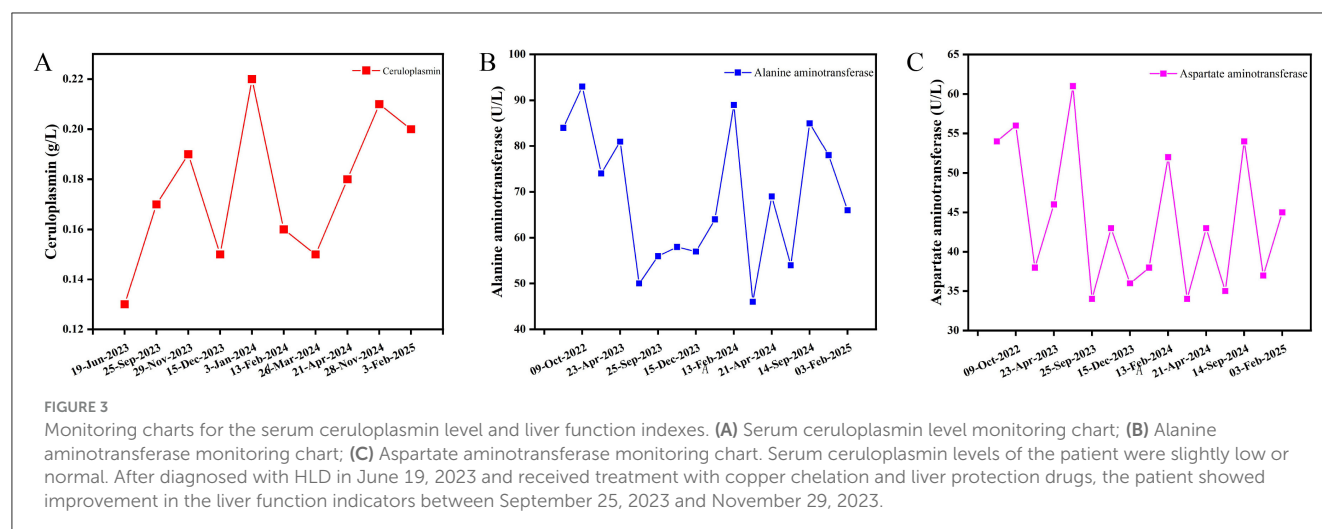 A
Ceruloplasmin
Ceruloplasmin (g/L)
0.22
0.20
0.18
0.16
0.14
0.12
19-Jun-2023
25-Sep-2023
29-Nov-2023
15-Dec-2023
3-Jan-2024
13-Feb-2024
26-Mar-2024
21-Apr-2024
28-Nov-2024
3-Feb-2025
B
Alanine aminotransferase
Alanine aminotransferase (U/L)
100
90
80
70
60
50
40
09-Oct-2022
23-Apr-2023
25-Sep-2023
15-Dec-2023
13-Feb-2024
A
21-Apr-2024
14-Sep-2024
03-Feb-2025
C
Aspartate aminotransferase
Aspartate aminotransferase (U/L)
65
60
55
50
45
40
35
30
09-Oct-2022
23-Apr-2023
25-Sep-2023
15-Dec-2023
13-Feb-2024
A
21-Apr-2024
14-Sep-2024
03-Feb-2025
FIGURE 3
Monitoring charts for the serum ceruloplasmin level and liver function indexes. (A) Serum ceruloplasmin level monitoring chart; (B) Alanine
aminotransferase monitoring chart; (C) Aspartate aminotransferase monitoring chart. Serum ceruloplasmin levels of the patient were slightly low or
normal. After diagnosed with HLD in June 19, 2023 and received treatment with copper chelation and liver protection drugs, the patient showed
improvement in the liver function indicators between September 25, 2023 and November 29, 2023.